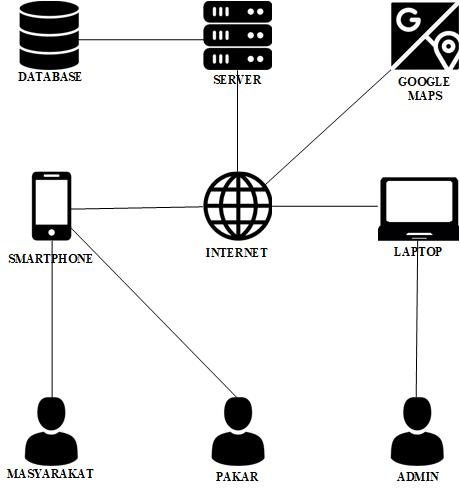 DATABASE
SERVER
G
GOOGLE
MAPS
SMARTPHONE
INTERNET
LAPTOP
MASYARAKAT
PAKAR
ADMIN